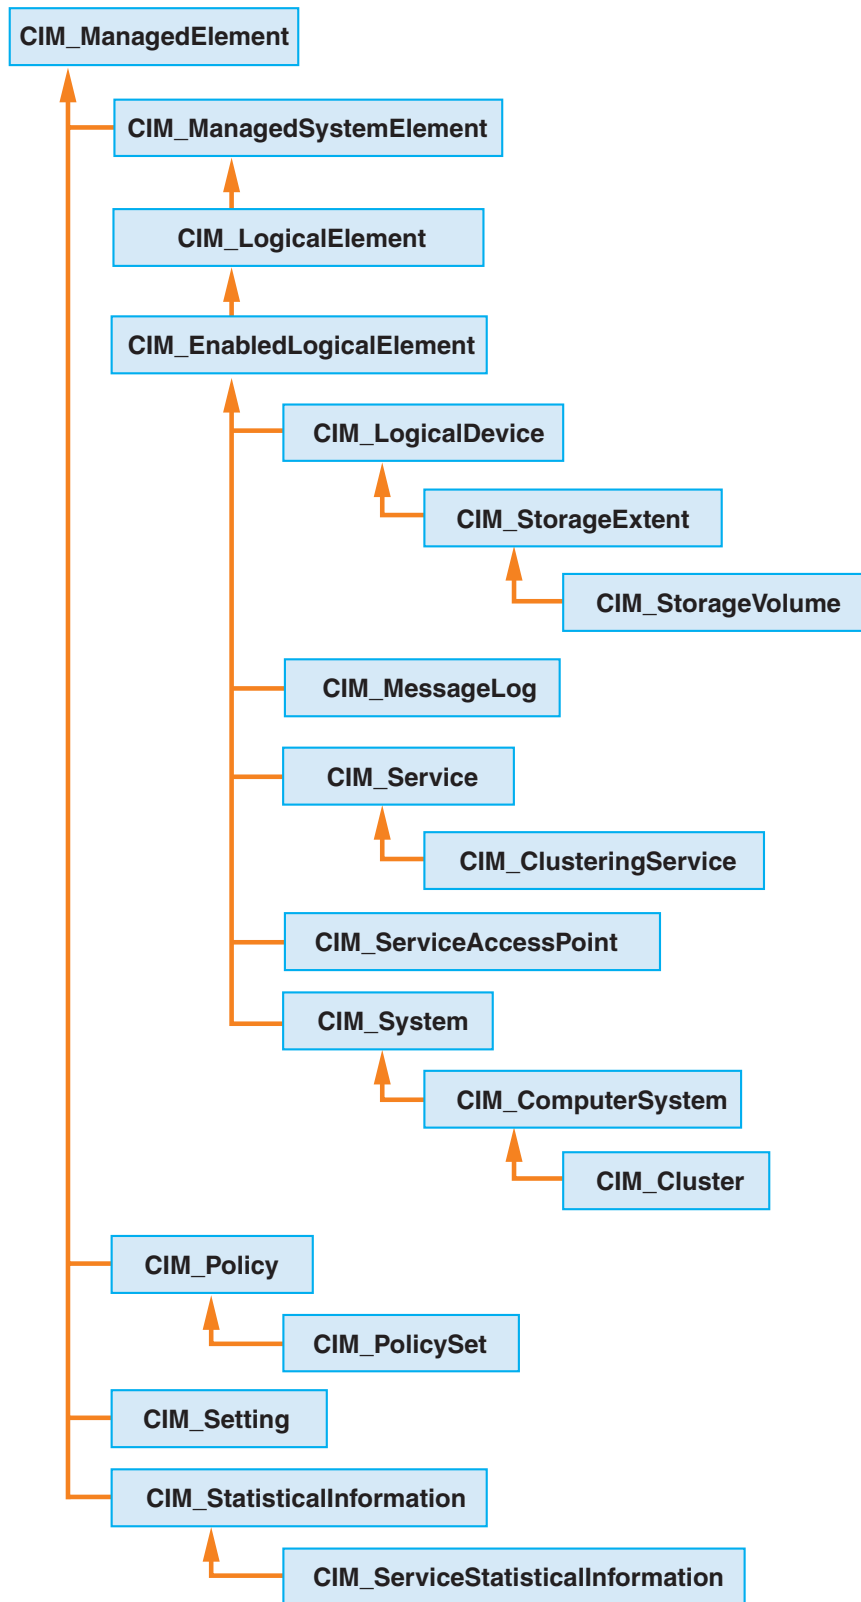 CIM_ManagedElement
CIM_ManagedSystemElement
CIM_LogicalElement
CIM_EnabledLogicalElement
CIM_LogicalDevice
CIM_StorageExtent
CIM_StorageVolume
CIM_MessageLog
CIM_Service
CIM_ClusteringService
CIM_ServiceAccessPoint
CIM_System
CIM_ComputerSystem
CIM_Cluster
CIM_Policy
CIM_PolicySet
CIM_Setting
CIM_StatisticalInformation
CIM_ServiceStatisticalInformation